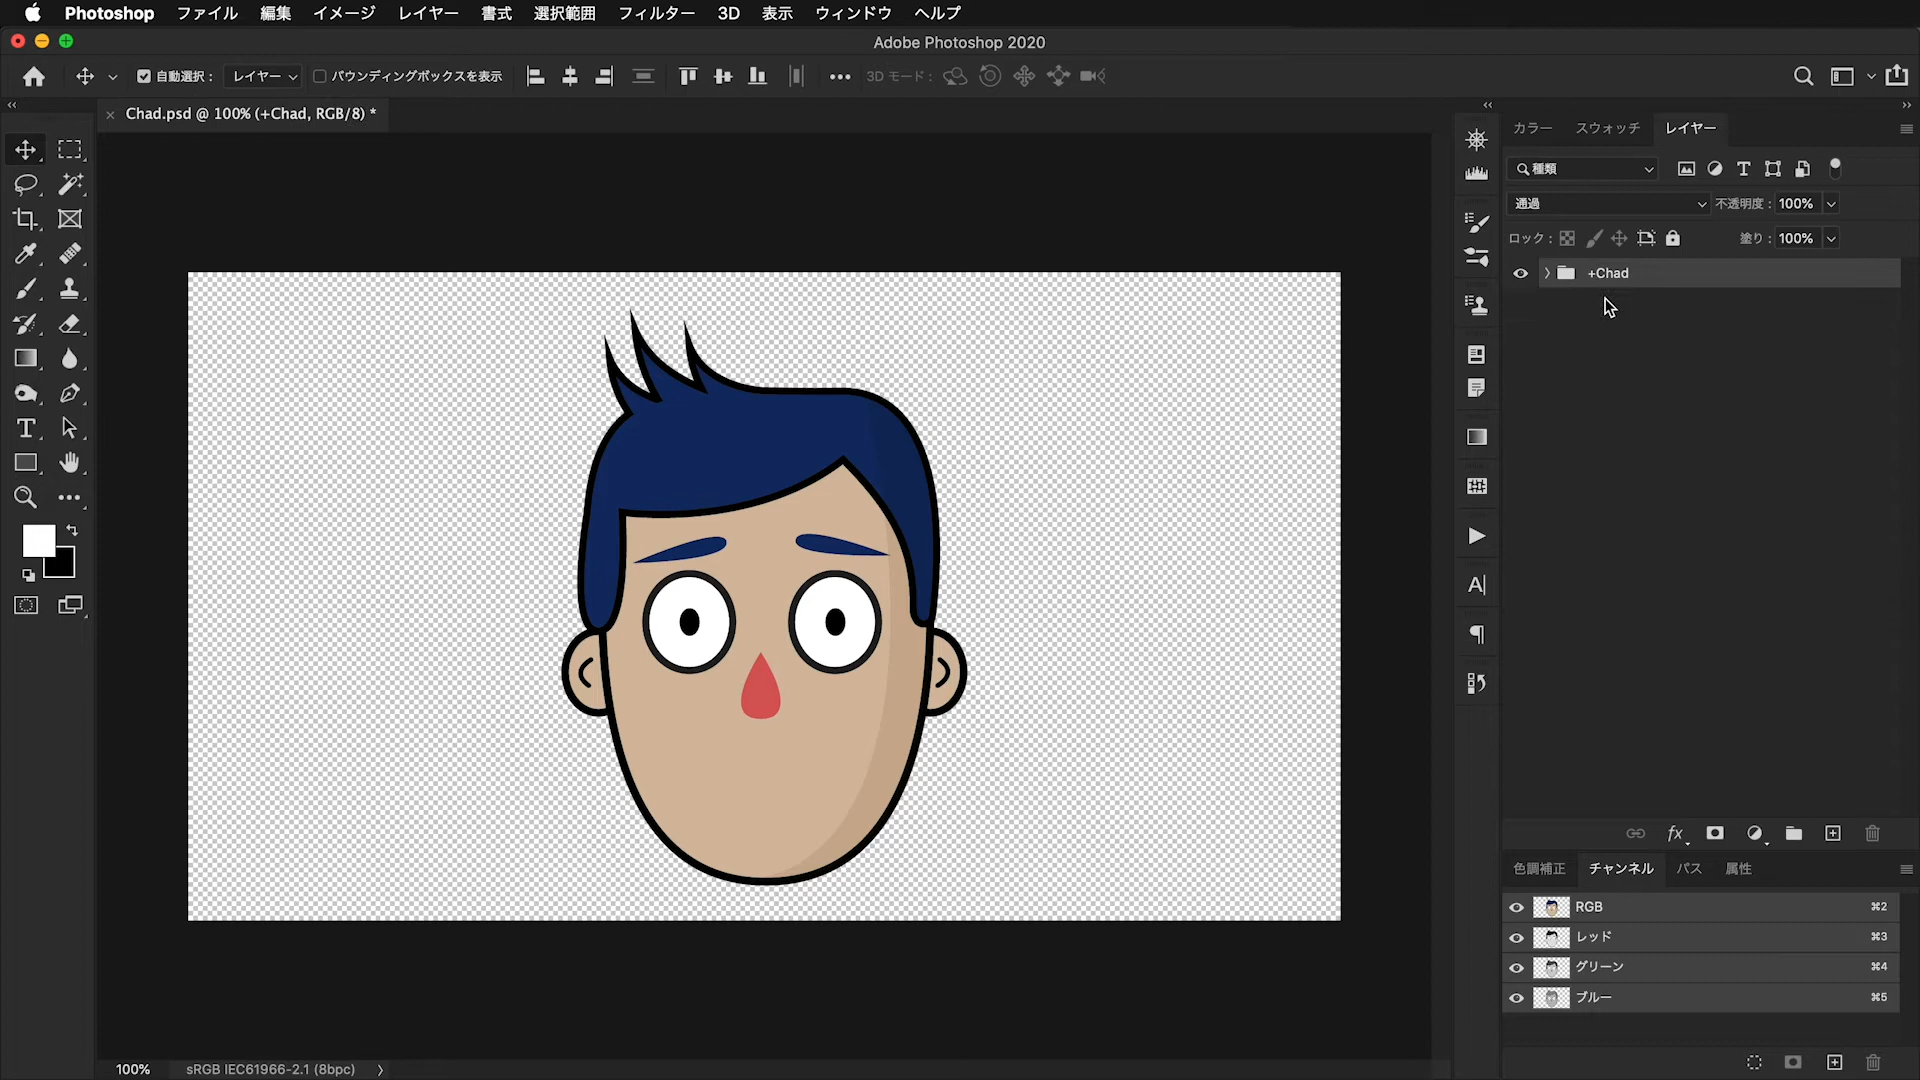 Photoshop ファイル 編集 イメージ レイヤー 書式 選択範囲 フィルター 3D 表示 ウィンドウ ヘルプ
Adobe Photoshop 2020
自動選択： レイヤー バウンディングボックスを表示 3D モード：
Chad.psd @ 100% (+Chad, RGB/8) *
カラー スウォッチ レイヤー
種類
通過 不透明度： 100%
ロック： 塗り： 100%
+Chad
fx
色調補正 チャンネル パス 属性
RGB ⌘2
レッド ⌘3
グリーン ⌘4
ブルー ⌘5
100% sRGB IEC61966-2.1 (8bpc)